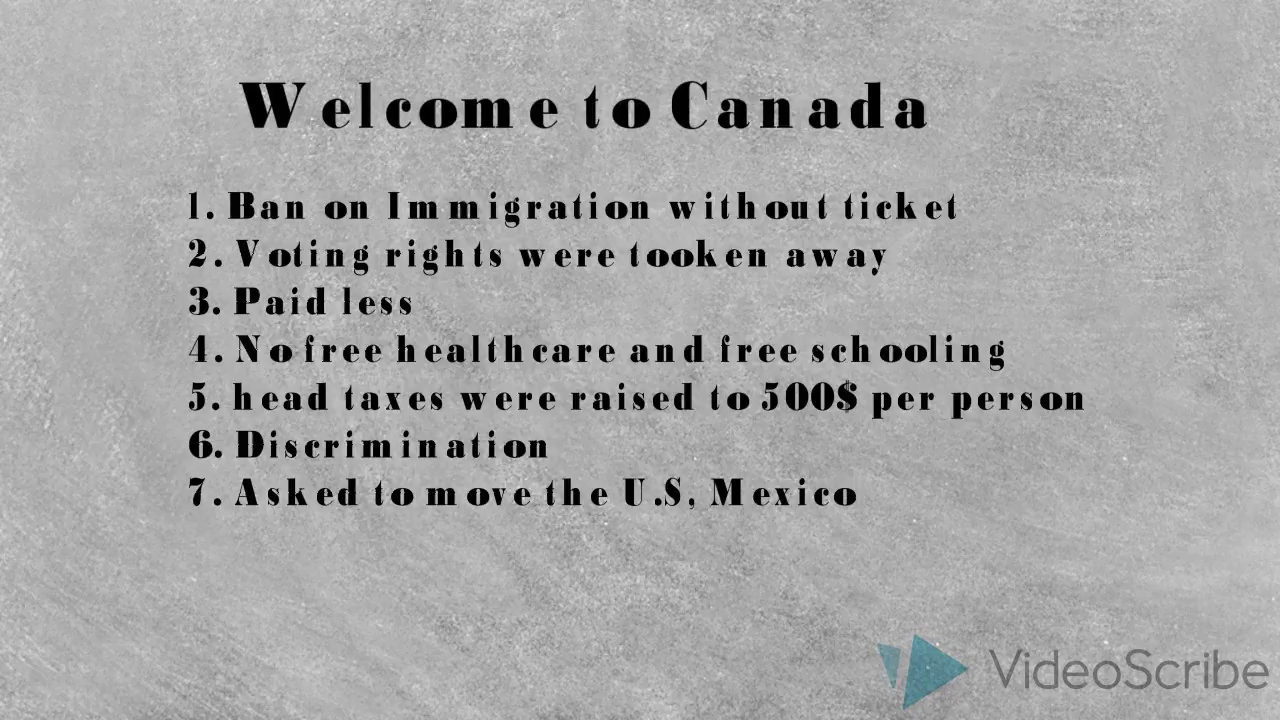 Welcome to Canada
1. Ban on Immigration without ticket
2. Voting rights were tooken away
3. Paid less
4. No free healthcare and free schooling
5. head taxes were raised to 500$ per person
6. Discrimination
7. Asked to move the U.S, Mexico
VideoScribe